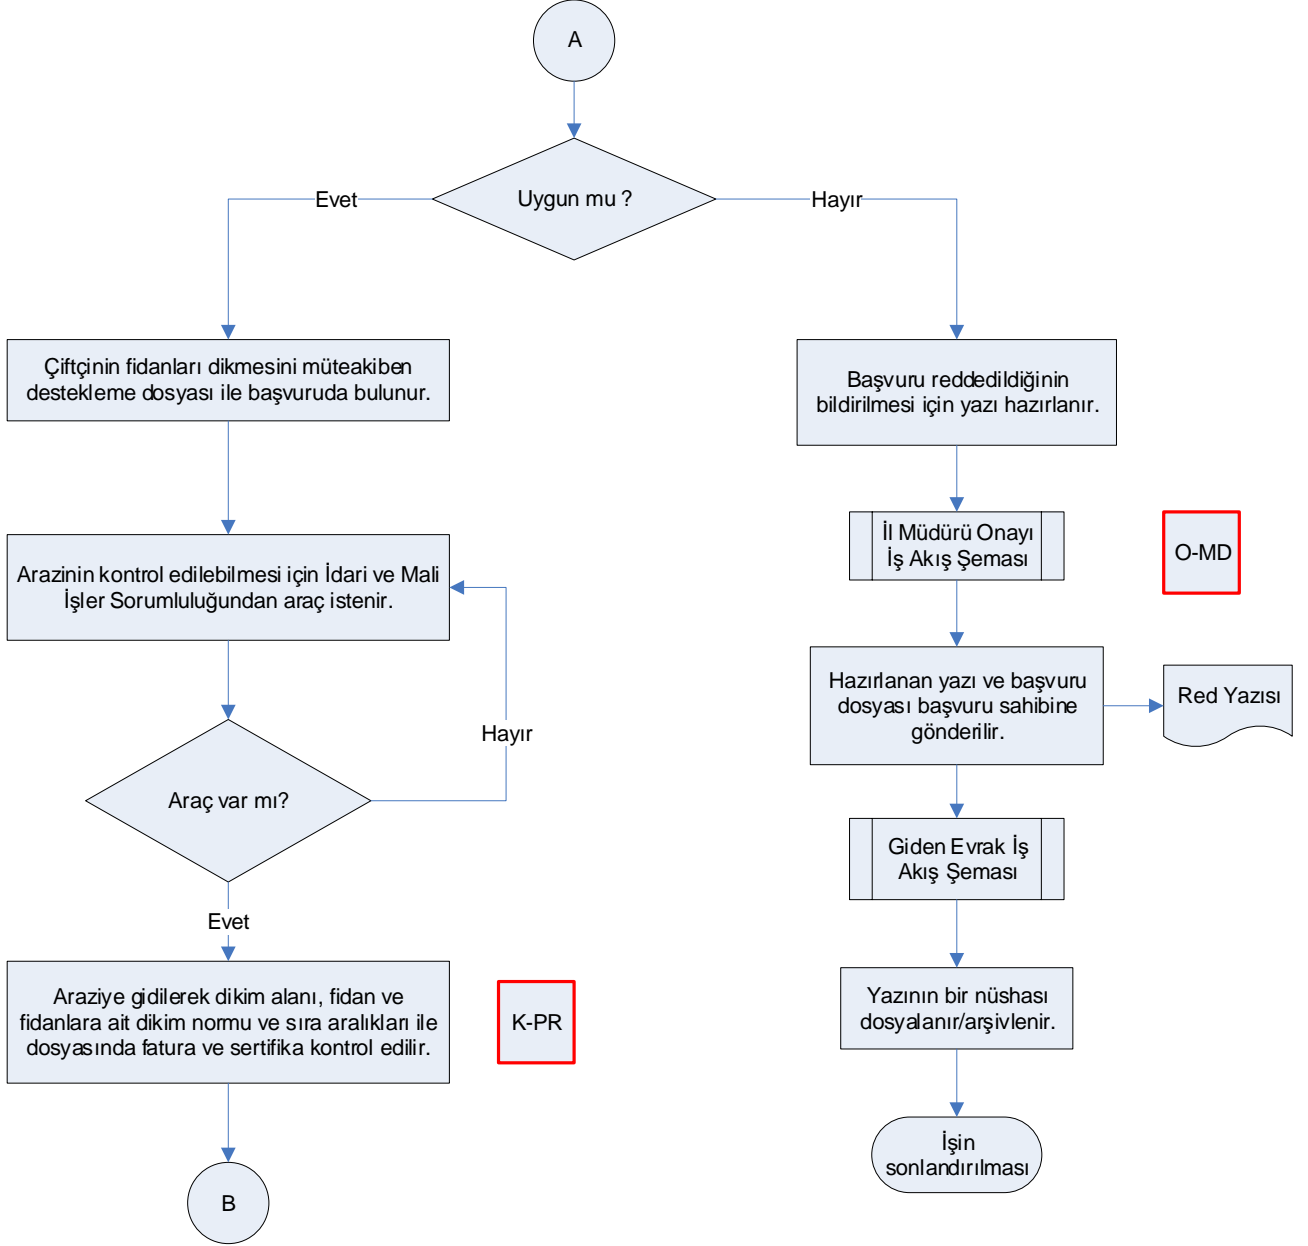 A
Uygun mu ?
Evet
Hayır
Çiftçinin fidanları dikmesini müteakiben
destekleme dosyası ile başvuruda bulunur.
Arazinin kontrol edilebilmesi için İdari ve Mali
İşler Sorumluluğundan araç istenir.
Hayır
Araç var mı?
Evet
Araziye gidilerek dikim alanı, fidan ve
fidanlara ait dikim normu ve sıra aralıkları ile
dosyasında fatura ve sertifika kontrol edilir.
K-PR
B
Başvuru reddedildiğinin
bildirilmesi için yazı hazırlanır.
İl Müdürü Onayı
İş Akış Şeması
O-MD
Hazırlanan yazı ve başvuru
dosyası başvuru sahibine
gönderilir.
Red Yazısı
Giden Evrak İş
Akış Şeması
Yazının bir nüshası
dosyalanır/arşivlenir.
İşin
sonlandırılması